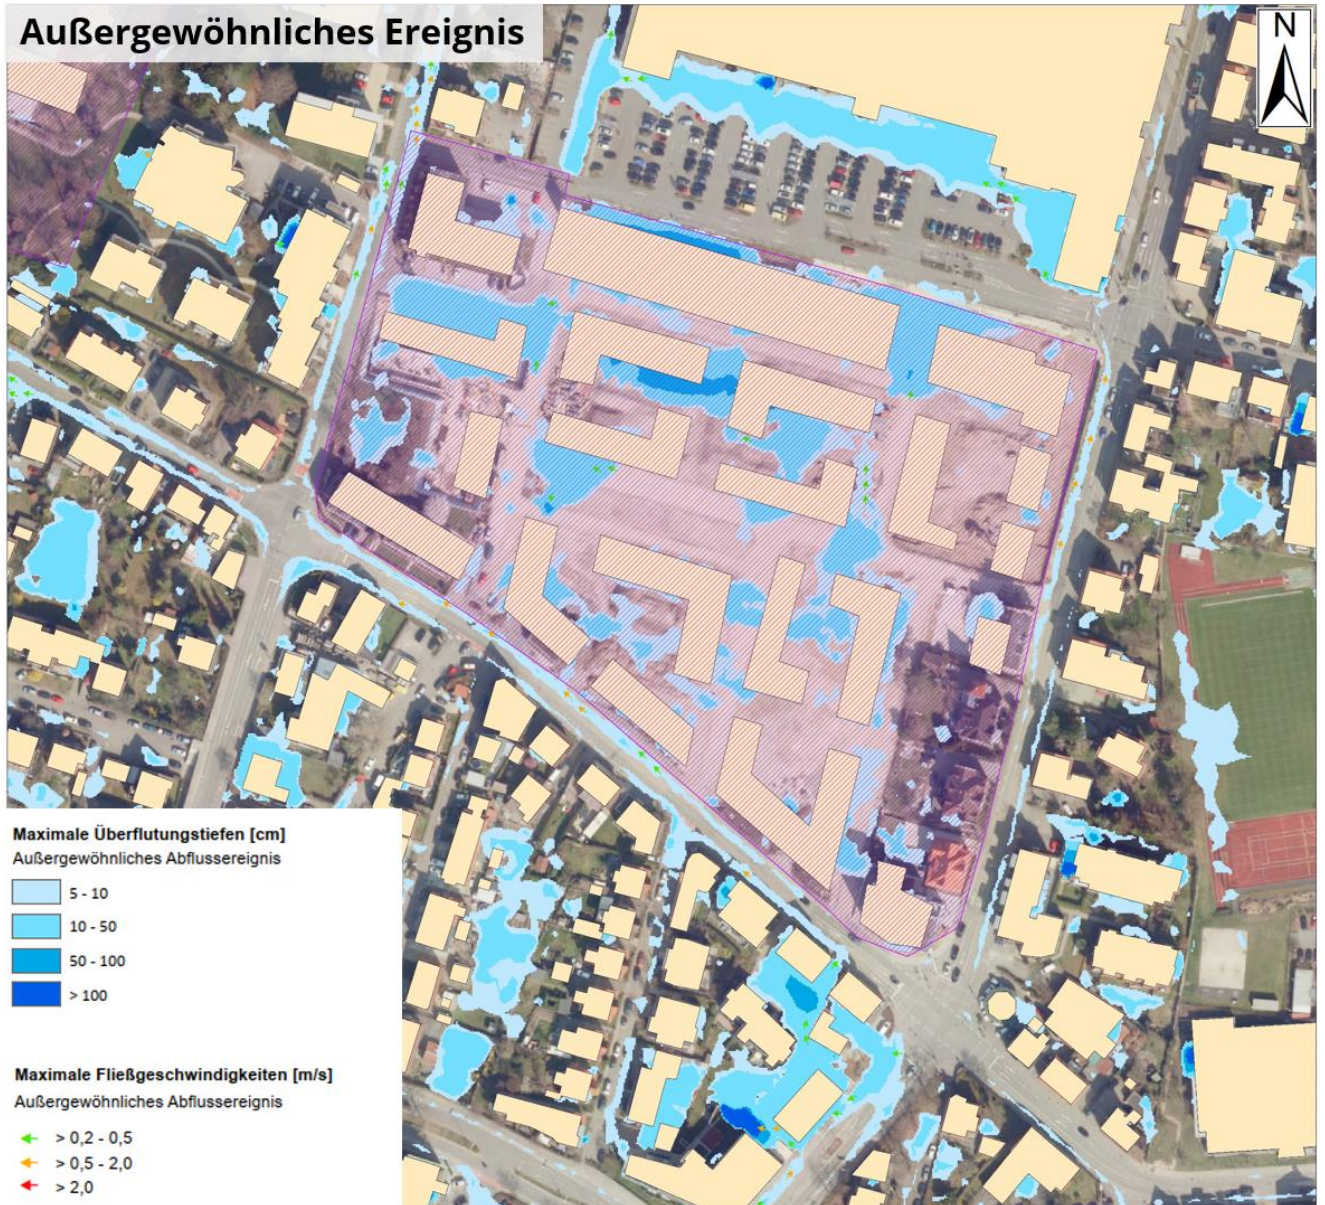 Außergewöhnliches Ereignis
N
Maximale Überflutungstiefen [cm]
Außergewöhnliches Abflussereignis
5 - 10
10 - 50
50 - 100
> 100
Maximale Fließgeschwindigkeiten [m/s]
Außergewöhnliches Abflussereignis
> 0,2 - 0,5
> 0,5 - 2,0
> 2,0